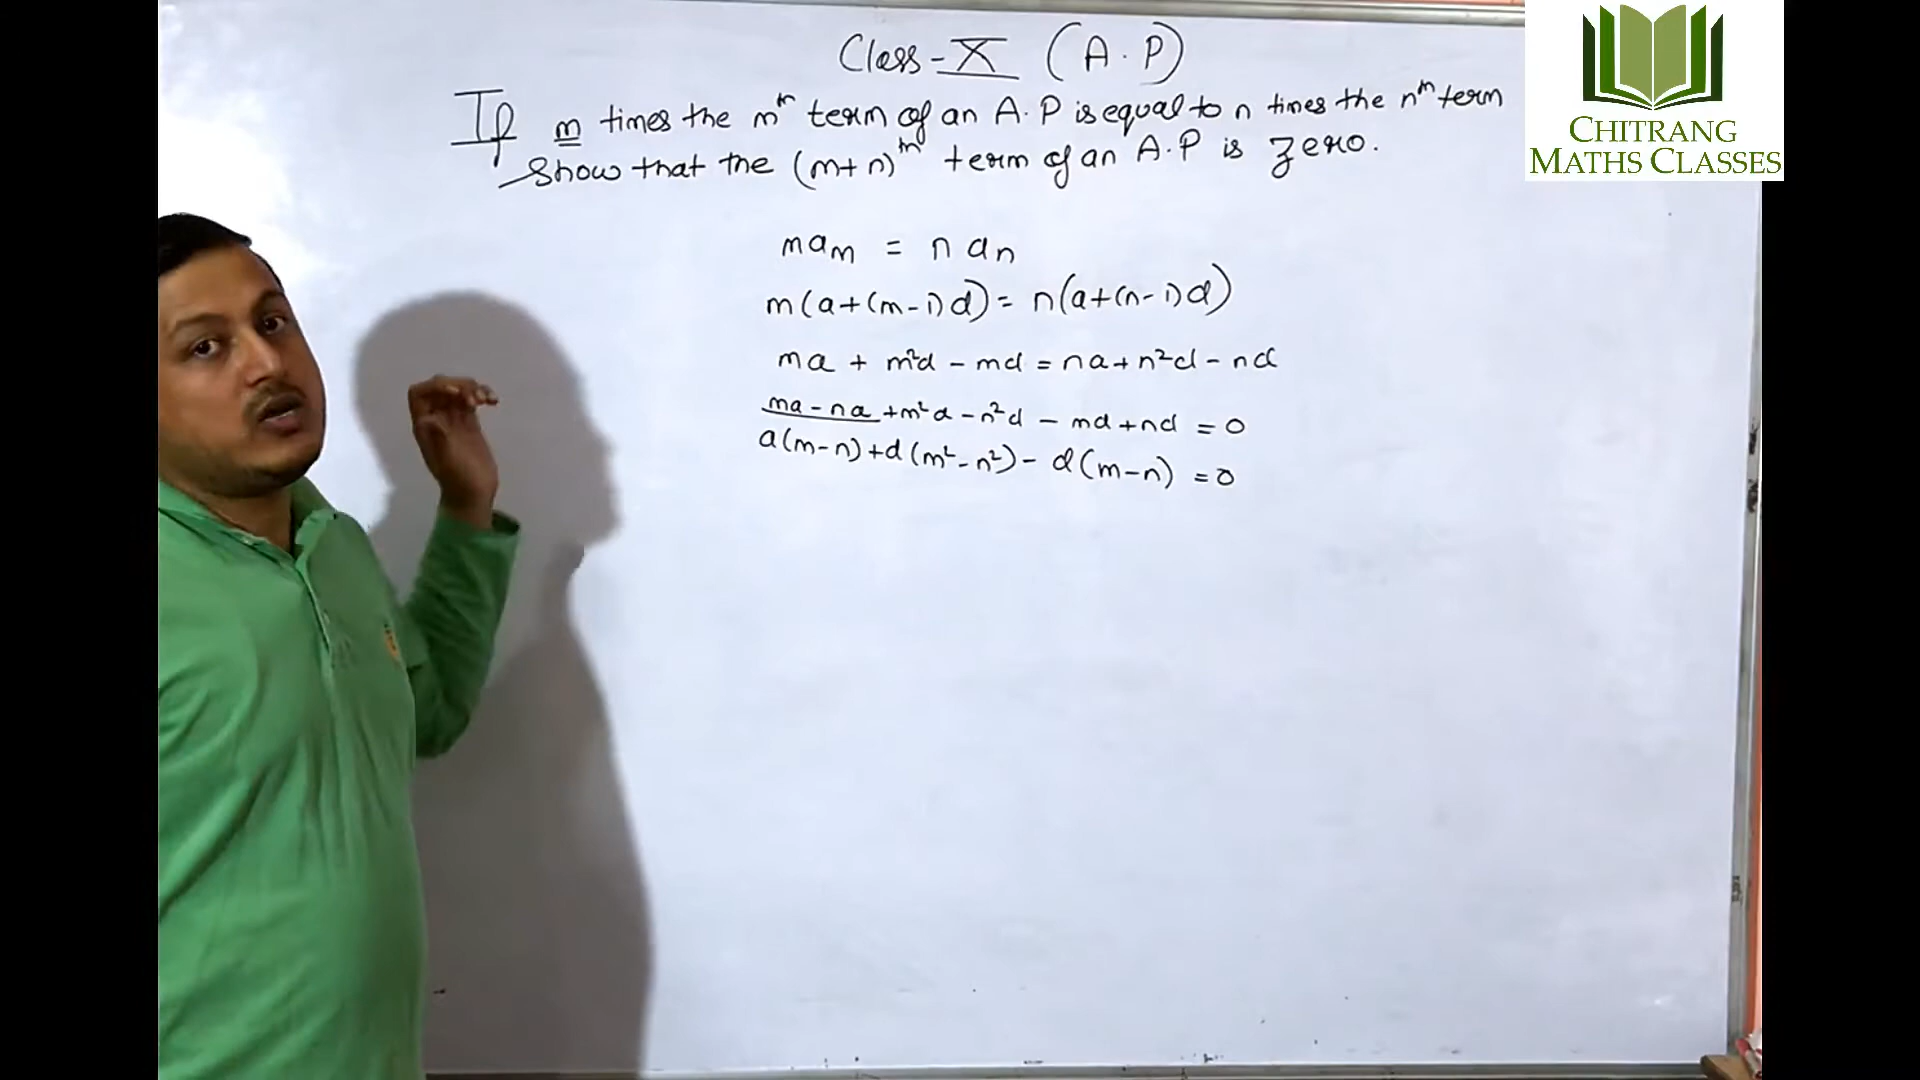 Class-X (A.P)
If m times the mth term of an A.P is equal to n times the nth term
Show that the (m+n)th term of an A.P is zero.
mam = n an
m(a+(m-1)d) = n(a+(n-1)d)
ma + m²d - md = na + n²d - nd
ma - na + m²d - n²d - md + nd = 0
a(m-n)+d(m²-n²) - d(m-n) = 0
CHITRANG
MATHS CLASSES